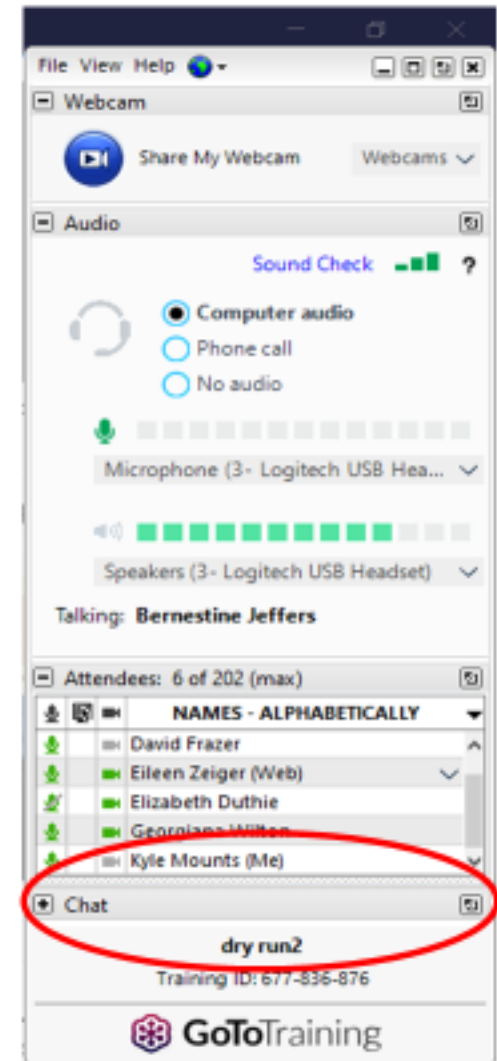 File View Help
Webcam
Share My Webcam Webcams
Audio
Sound Check ?
Computer audio
Phone call
No audio
Microphone (3- Logitech USB Hea...
Speakers (3- Logitech USB Headset)
Talking: Bernestine Jeffers
Attendees: 6 of 202 (max)
NAMES - ALPHABETICALLY
David Frazer
Eileen Zeiger (Web)
Elizabeth Duthie
Georgiana Wilton
Kyle Mounts (Me)
Chat
dry run2
Training ID: 677-836-876
GoToTraining